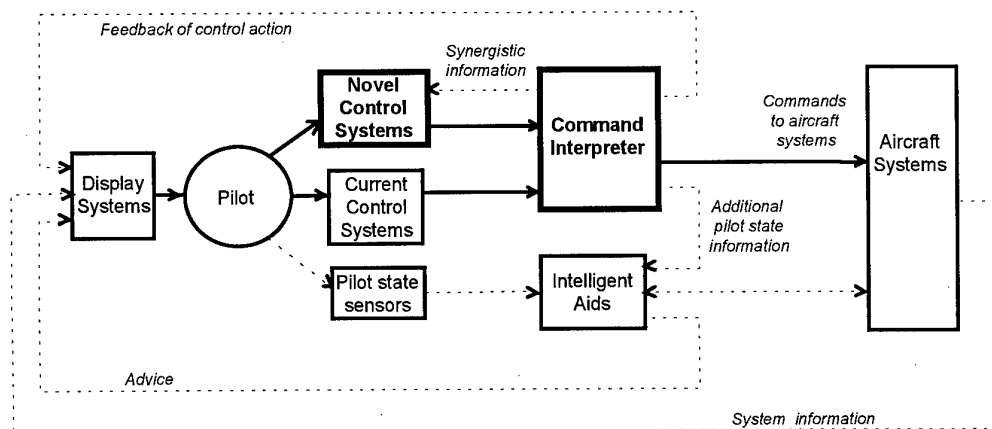 Feedback of control action
Synergistic
information
Novel
Control
Systems
Command
Interpreter
Commands
to aircraft
systems
Aircraft
Systems
Display
Systems
Pilot
Current
Control
Systems
Additional
pilot state
information
Pilot state
sensors
Intelligent
Aids
Advice
System information